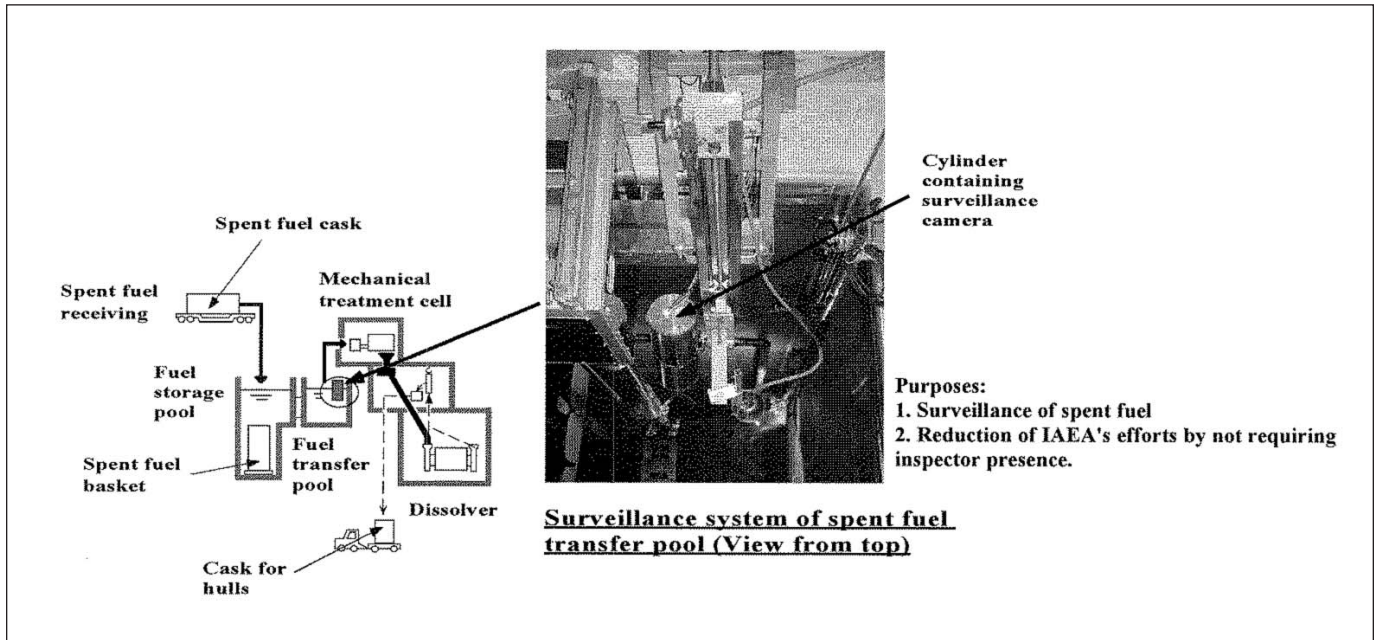 Spent fuel cask
Spent fuel
receiving
Mechanical
treatment cell
Fuel
storage
pool
Spent fuel
basket
Fuel
transfer
pool
Dissolver
Cask for
hulls
Cylinder
containing
surveillance
camera
Purposes:
1. Surveillance of spent fuel
2. Reduction of IAEA's efforts by not requiring
inspector presence.
Surveillance system of spent fuel
transfer pool (View from top)